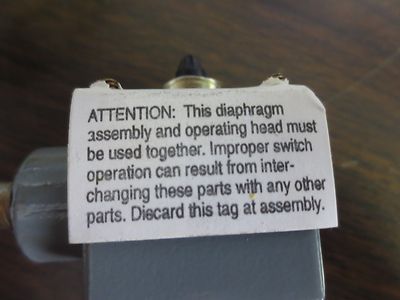 ATTENTION: This diaphragm
assembly and operating head must
be used together. Improper switch
operation can result from inter-
changing these parts with any other
parts. Discard this tag at assembly.